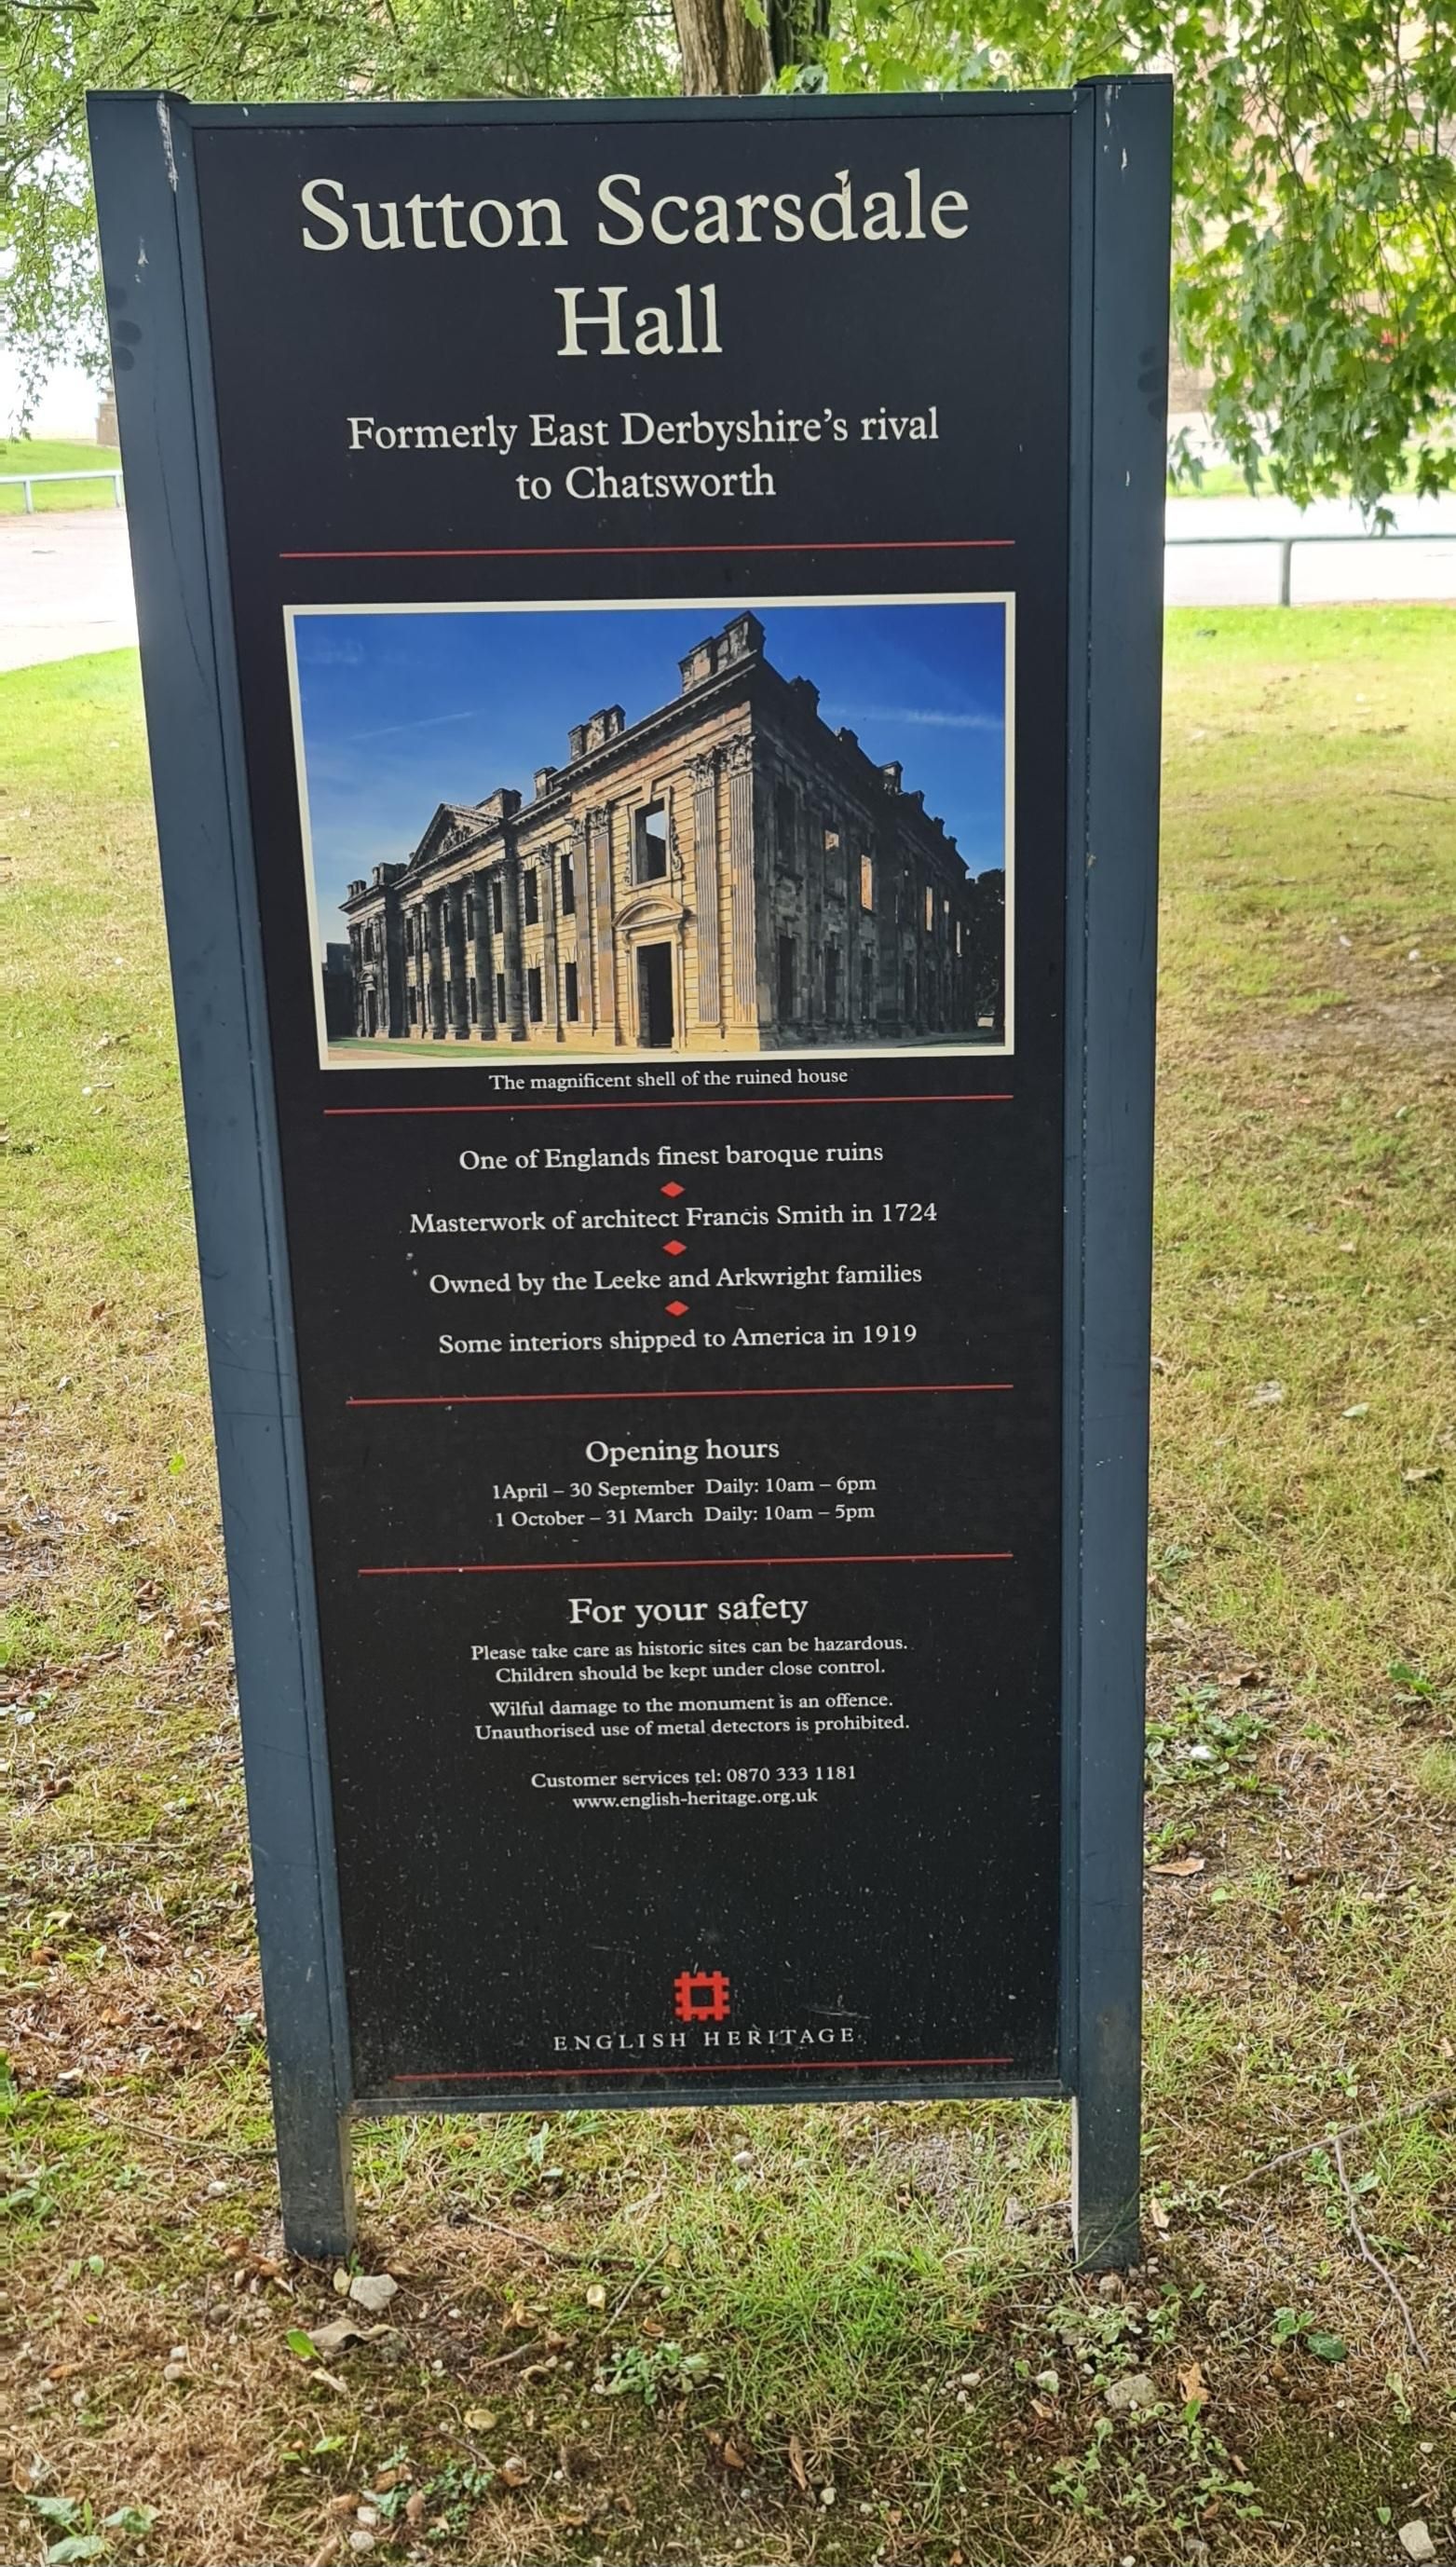 Sutton Scarsdale
Hall
Formerly East Derbyshire’s rival
to Chatsworth
The magnificent shell of the ruined house
One of Englands finest baroque ruins
Masterwork of architect Francis Smith in 1724
Owned by the Leeke and Arkwright families
Some interiors shipped to America in 1919
Opening hours
1April – 30 September Daily: 10am – 6pm
1 October – 31 March Daily: 10am – 5pm
For your safety
Please take care as historic sites can be hazardous.
Children should be kept under close control.
Wilful damage to the monument is an offence.
Unauthorised use of metal detectors is prohibited.
Customer services tel: 0870 333 1181
www.english-heritage.org.uk
ENGLISH HERITAGE